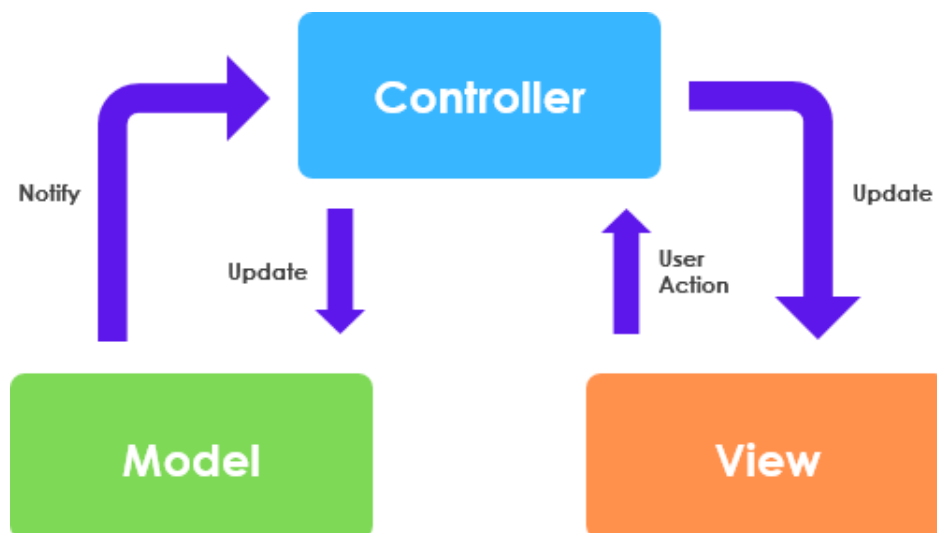 Controller
Notify
Update
Update
User
Action
Model
View